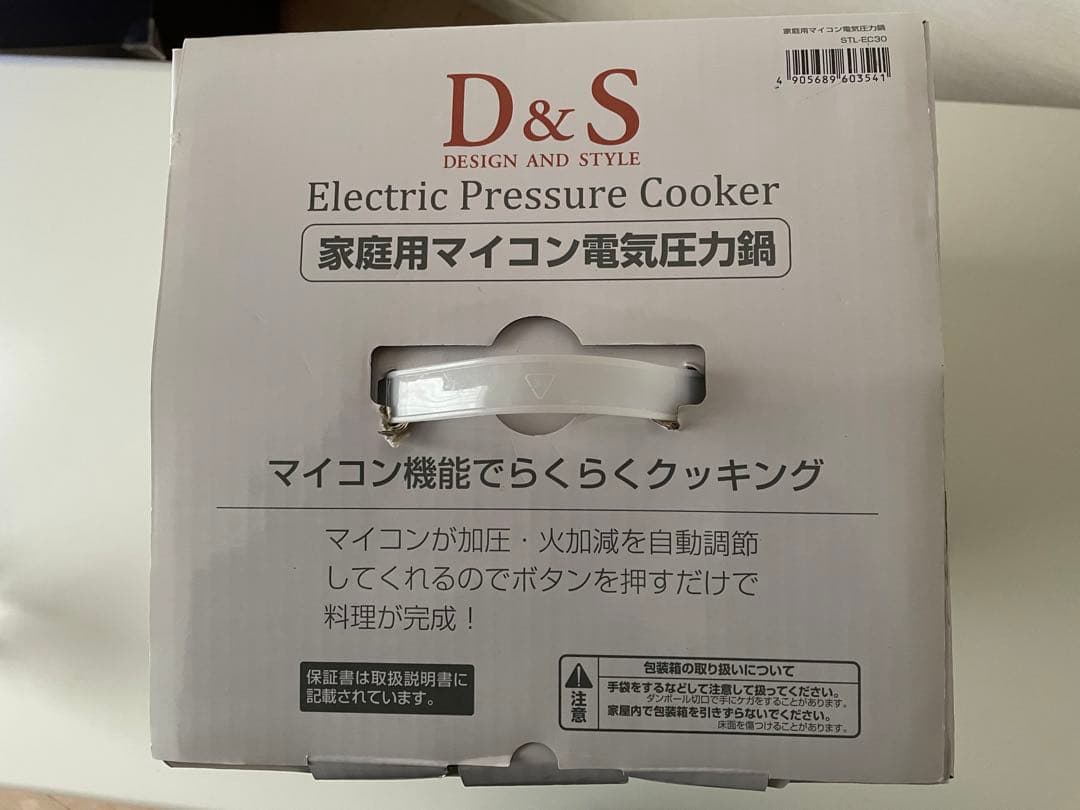 家庭用マイコン電気圧力鍋
STL-EC30
4 905689 603541
D&S
DESIGN AND STYLE
Electric Pressure Cooker
家庭用マイコン電気圧力鍋
マイコン機能でらくらくクッキング
マイコンが加圧・火加減を自動調節
してくれるのでボタンを押すだけで
料理が完成！
保証書は取扱説明書に
記載されています。
注意
包装箱の取り扱いについて
手袋をするなどして注意して扱ってください。
ダンボール切口で手にケガをすることがあります。
家屋内で包装箱を引きずらないでください。
床面を傷つけることがあります。